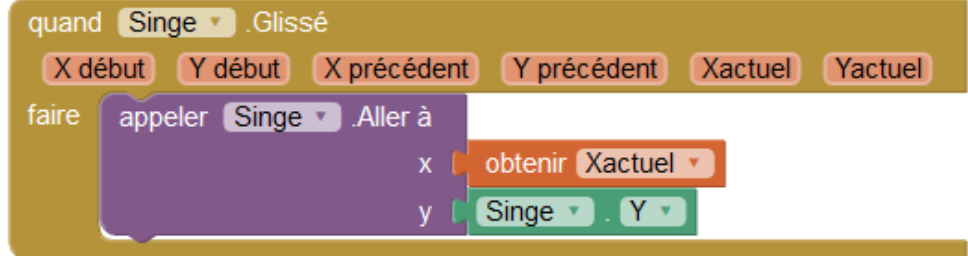 quand Singe .Glissé
X début Y début X précédent Y précédent Xactuel Yactuel
faire appeler Singe .Aller à
x obtenir Xactuel
y Singe . Y